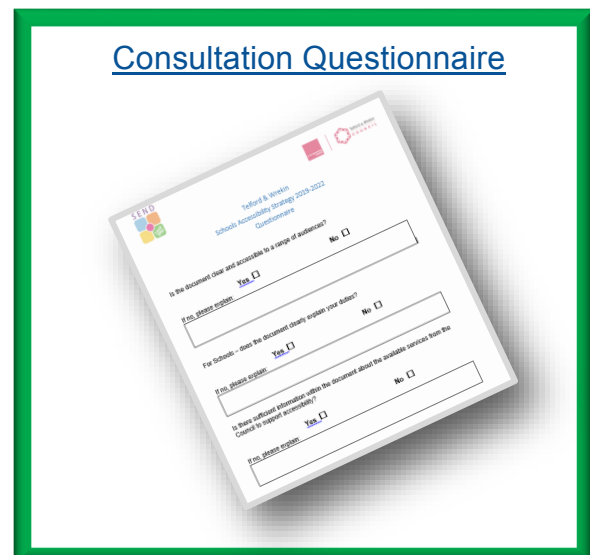 Consultation Questionnaire
SEND
Telford & Wrekin
COUNCIL
Telford & Wrekin
Schools Accessibility Strategy 2019-2022
Questionnaire
Is the document clear and accessible to a range of audiences?
Yes ☐ No ☐
If no, please explain
For Schools – does the document clearly explain your duties?
Yes ☐ No ☐
If no, please explain
Is there sufficient information within the document about the available services from the
Council to support accessibility?
Yes ☐ No ☐
If no, please explain